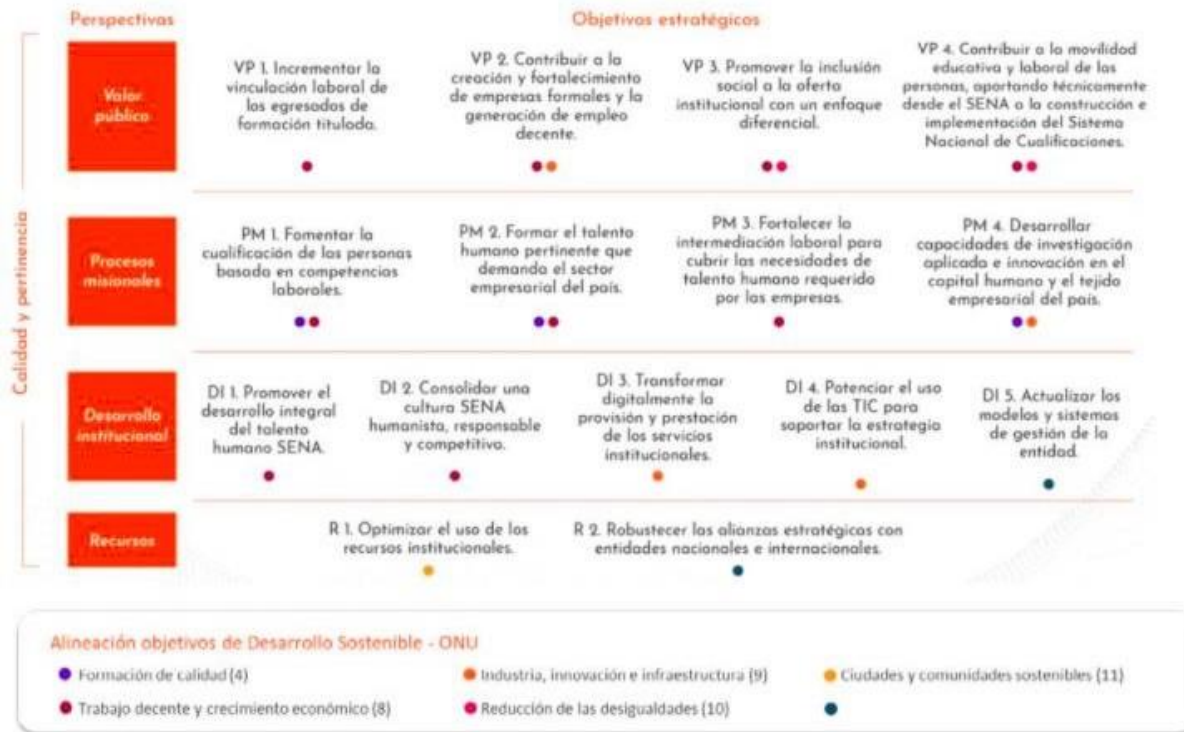 Perspectivas
Objetivos estratégicos
Calidad y pertinencia
Valor
público
VP 1. Incrementar la
vinculación laboral de
los egresados de
formación titulada.
VP 2. Contribuir a la
creación y fortalecimiento
de empresas formales y la
generación de empleo
decente.
VP 3. Promover la inclusión
social a la oferta
institucional con un enfoque
diferencial.
VP 4. Contribuir a la movilidad
educativa y laboral de las
personas, aportando técnicamente
desde el SENA a la construcción e
implementación del Sistema
Nacional de Cualificaciones.
Procesos
misionales
PM 1. Fomentar la
cualificación de las personas
basada en competencias
laborales.
PM 2. Formar el talento
humano pertinente que
demanda el sector
empresarial del país.
PM 3. Fortalecer la
intermediación laboral para
cubrir las necesidades de
talento humano requerido
por las empresas.
PM 4. Desarrollar
capacidades de investigación
aplicada e innovación en el
capital humano y el tejido
empresarial del país.
Desarrollo
institucional
DI 1. Promover el
desarrollo integral
del talento
humano SENA.
DI 2. Consolidar una
cultura SENA
humanista, responsable
y competitiva.
DI 3. Transformar
digitalmente la
provisión y prestación
de los servicios
institucionales.
DI 4. Potenciar el uso
de las TIC para
soportar la estrategia
institucional.
DI 5. Actualizar los
modelos y sistemas
de gestión de la
entidad.
Recursos
R 1. Optimizar el uso de los
recursos institucionales.
R 2. Robustecer las alianzas estratégicas con
entidades nacionales e internacionales.
Alineación objetivos de Desarrollo Sostenible - ONU
Formación de calidad (4)
Industria, innovación e infraestructura (9)
Ciudades y comunidades sostenibles (11)
Trabajo decente y crecimiento económico (8)
Reducción de las desigualdades (10)